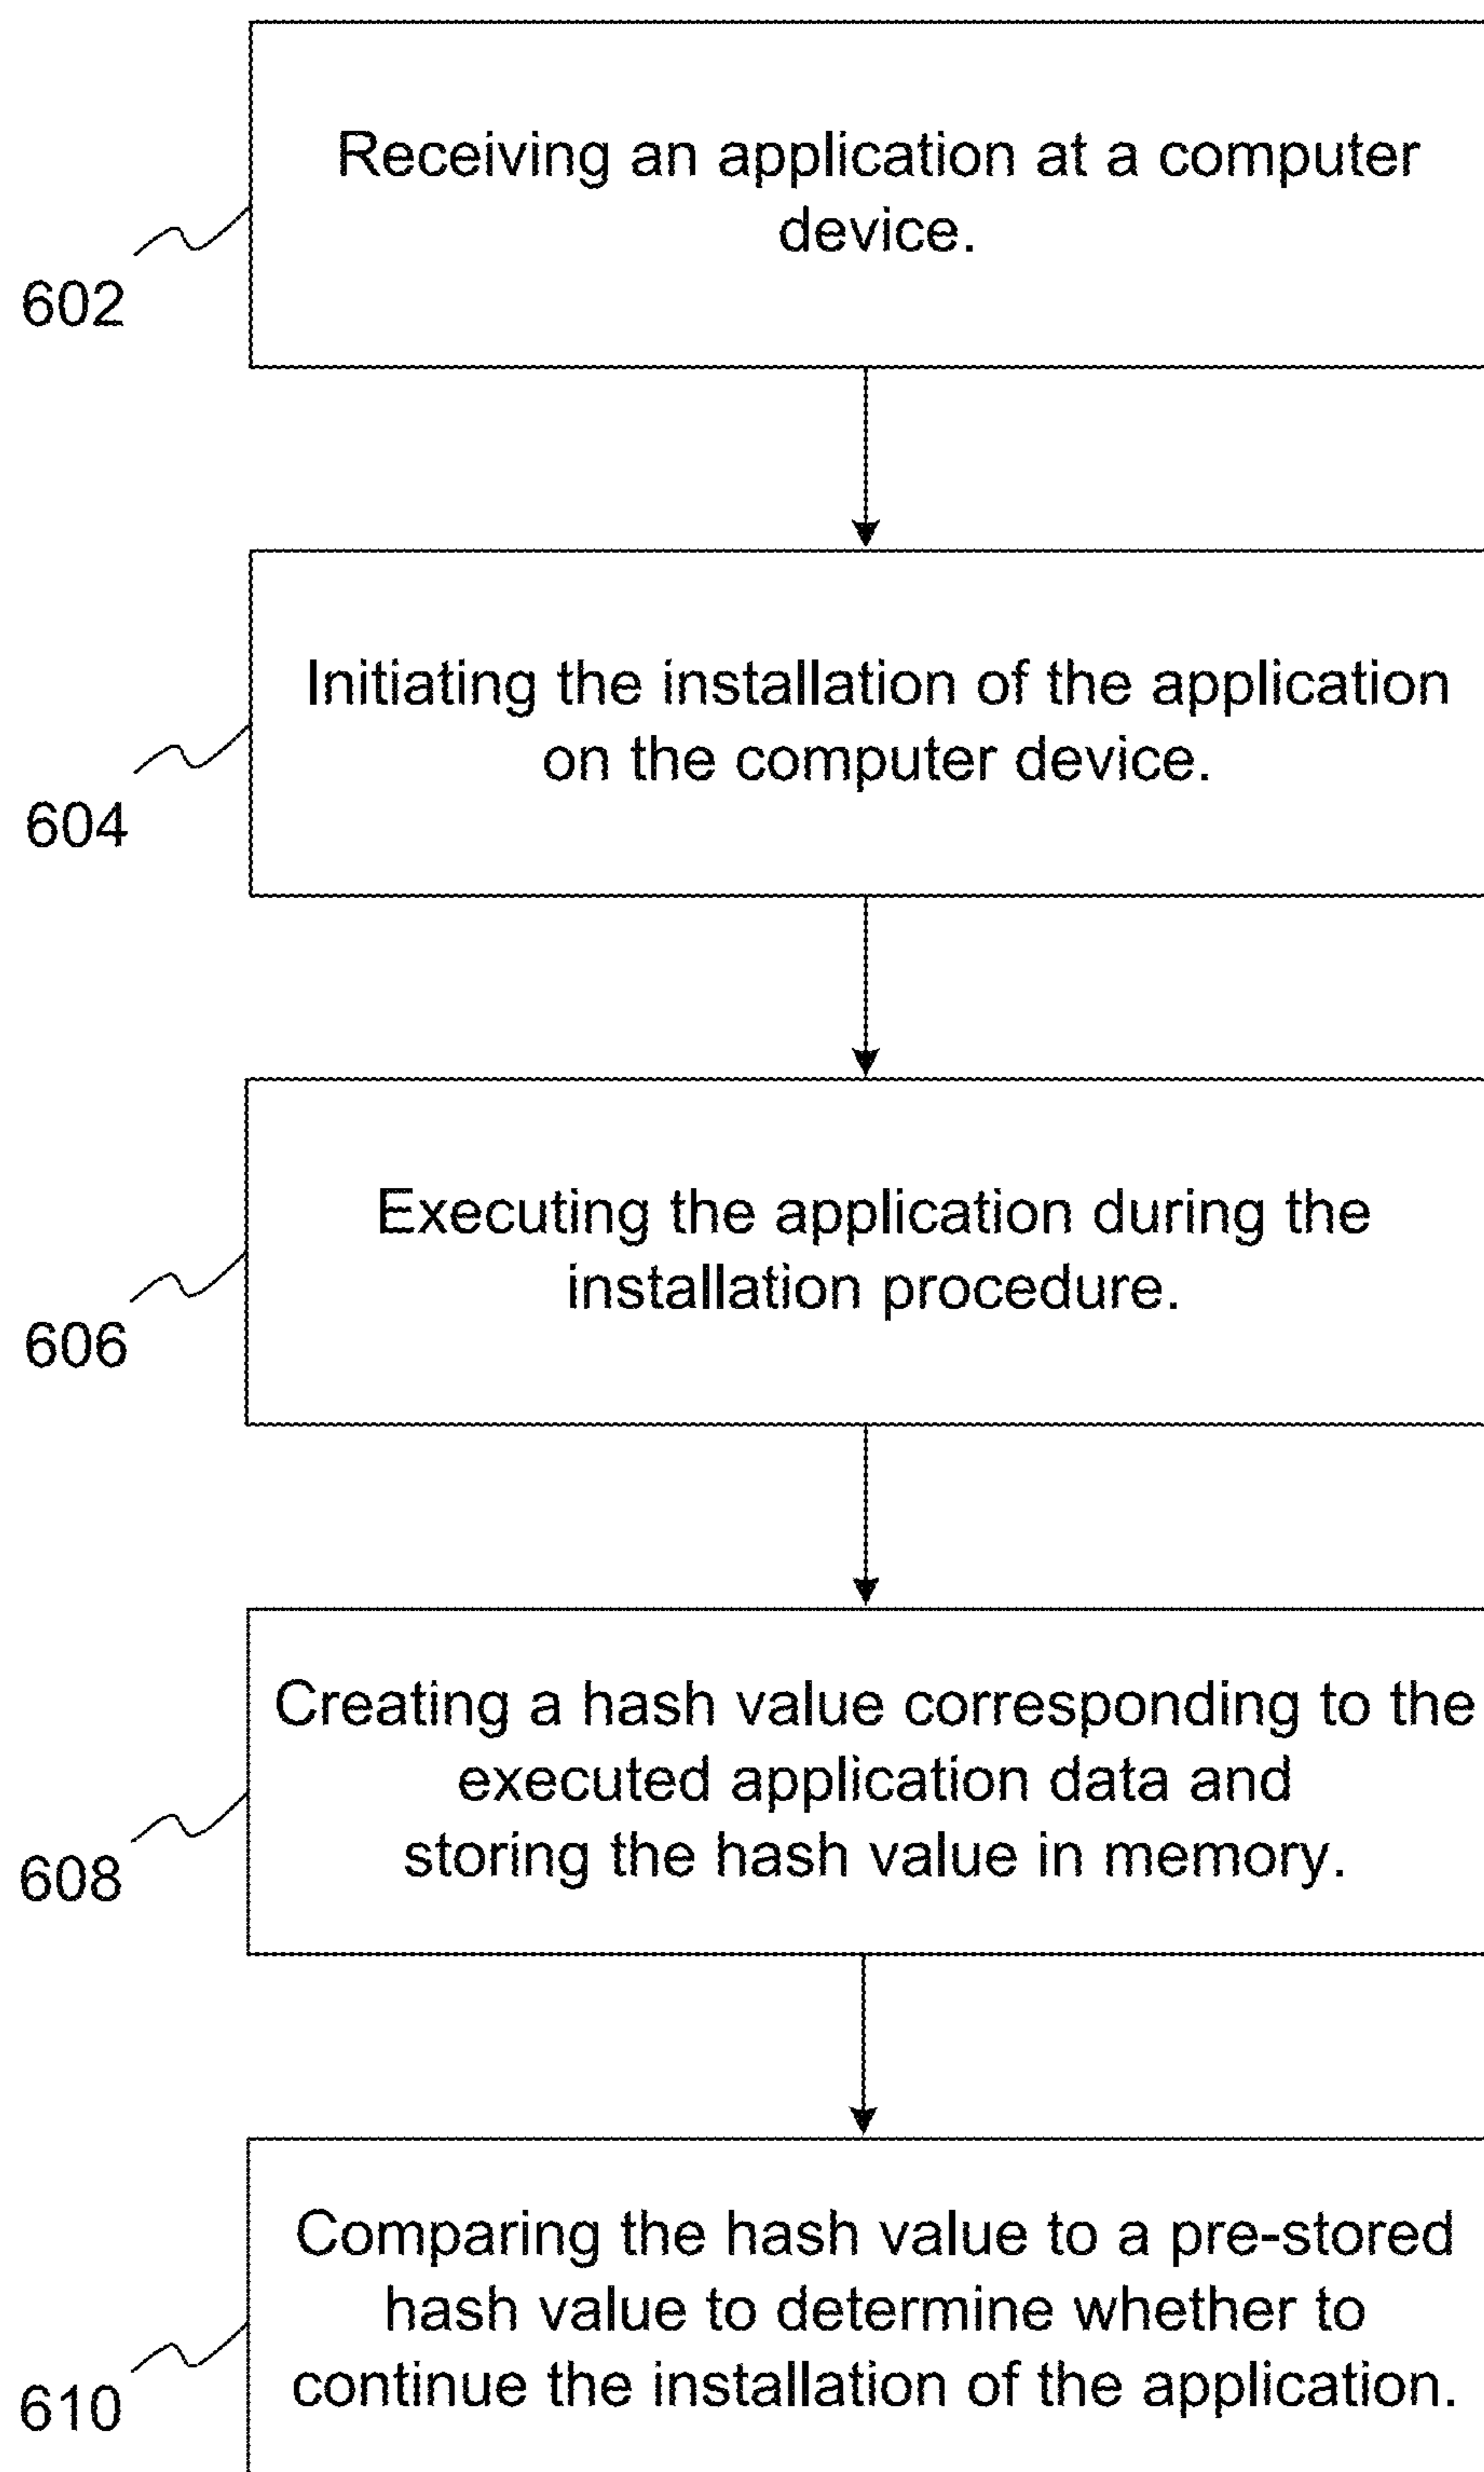 Receiving an application at a computer
device.
602
Initiating the installation of the application
on the computer device.
604
Executing the application during the
installation procedure.
606
Creating a hash value corresponding to the
executed application data and
storing the hash value in memory.
608
Comparing the hash value to a pre-stored
hash value to determine whether to
continue the installation of the application.
610